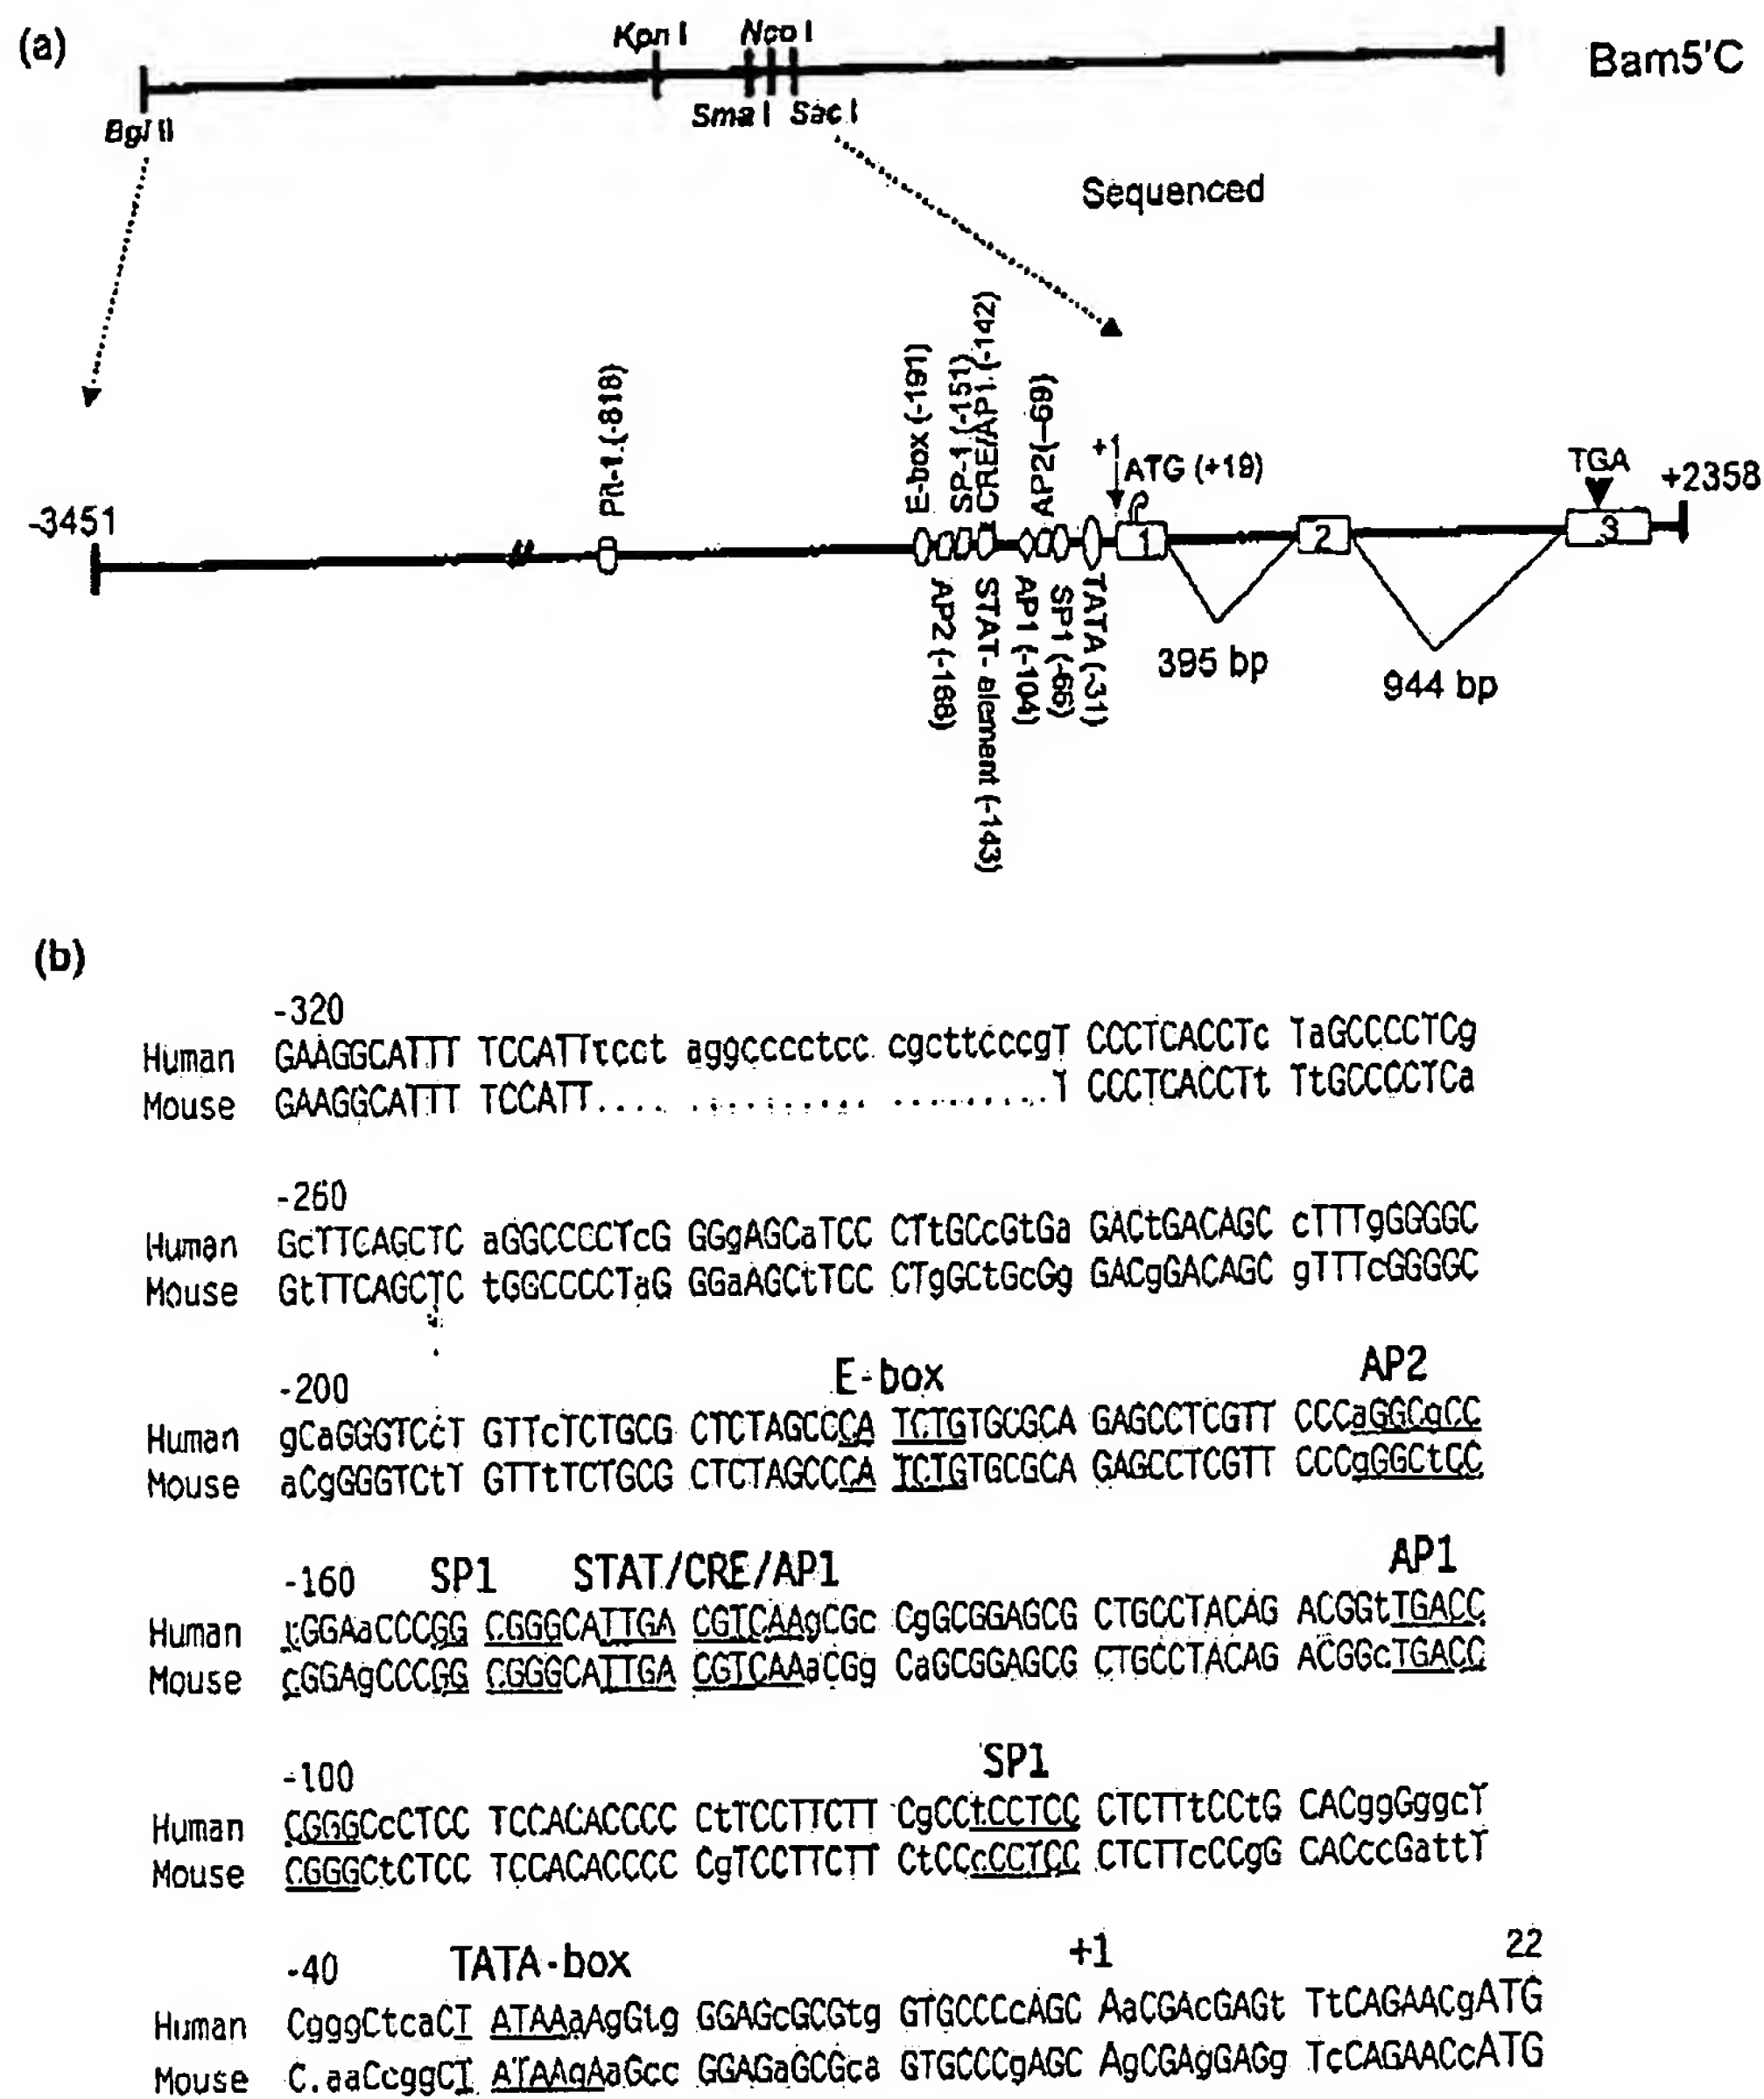 (a)
Kpn I
Nco I
Bam5'C
Bgl II
Sma I
Sac I
Sequenced
Pit-1 (-818)
E-box (-191)
SP-1 (-151)
CRE/AP1 (-142)
AP2(-69)
+1
ATG (+19)
TGA
+2358
-3451
1
2
3
AP2 (-168)
STAT- element (-143)
AP1 (-104)
SP1 (-66)
TATA (-31)
395 bp
944 bp
(b)
-320
Human GAAGGCATTT TCCATTtcct aggcccctcc cgcttcccgT CCCTCACCTc TaGCCCCTCg
Mouse GAAGGCATTT TCCATT.... .......... .........T CCCTCACCTt TtGCCCCTCa
-260
Human GcTTCAGCTC aGGCCCCTcG GGgAGCaTCC CTtGCcGtGa GACtGACAGC cTTTgGGGGC
Mouse GtTTCAGCTC tGGCCCCTaG GGaAGCtTCC CTgGCtGcGg GACgGACAGC gTTTcGGGGC
-200 E-box AP2
Human gCaGGGTCcT GTTcTCTGCG CTCTAGCCCA TCTGTGCGCA GAGCCTCGTT CCCaGGCgCC
Mouse aCgGGGTCtT GTTtTCTGCG CTCTAGCCCA TCTGTGCGCA GAGCCTCGTT CCCgGGCtCC
-160 SP1 STAT/CRE/AP1 AP1
Human tGGAaCCCGG CGGGCATTGA CGTCAAgCGc CgGCGGAGCG CTGCCTACAG ACGGtTGACC
Mouse cGGAgCCCGG CGGGCATTGA CGTCAAaCGg CaGCGGAGCG CTGCCTACAG ACGGcTGACC
-100 SP1
Human CGGGCcCTCC TCCACACCCC CtTCCTTCTT CgCCtCCTCC CTCTTtCCtG CACggGggcT
Mouse CGGGCtCTCC TCCACACCCC CgTCCTTCTT CtCCcCCTCC CTCTTcCCgG CACccGattT
-40 TATA-box +1 22
Human CgggCtcaCT ATAAaAgGtg GGAGcGCGtg GTGCCCcAGC AaCGAcGAGt TtCAGAACgATG
Mouse C.aaCcggCT ATAAgAaGcc GGAGaGCGca GTGCCCgAGC AgCGAgGAGg TcCAGAACcATG